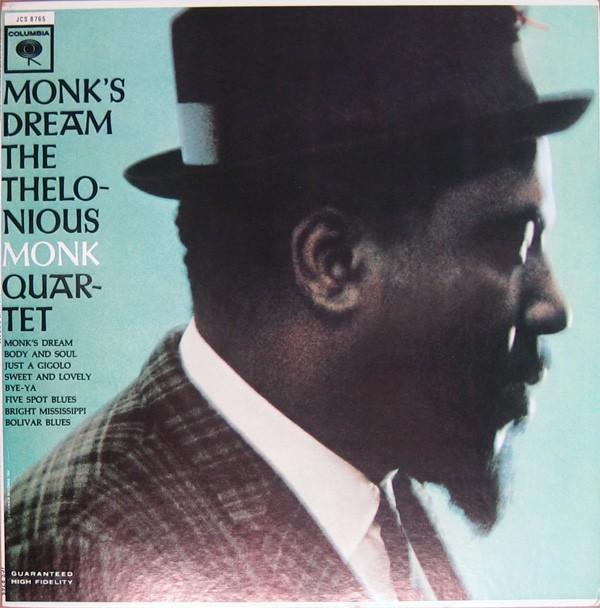 JCS 8765
COLUMBIA
MONK'S
DREAM
THE
THELO-
NIOUS
MONK
QUAR-
TET
MONK'S DREAM
BODY AND SOUL
JUST A GIGOLO
SWEET AND LOVELY
BYE-YA
FIVE SPOT BLUES
BRIGHT MISSISSIPPI
BOLIVAR BLUES
GUARANTEED
HIGH FIDELITY